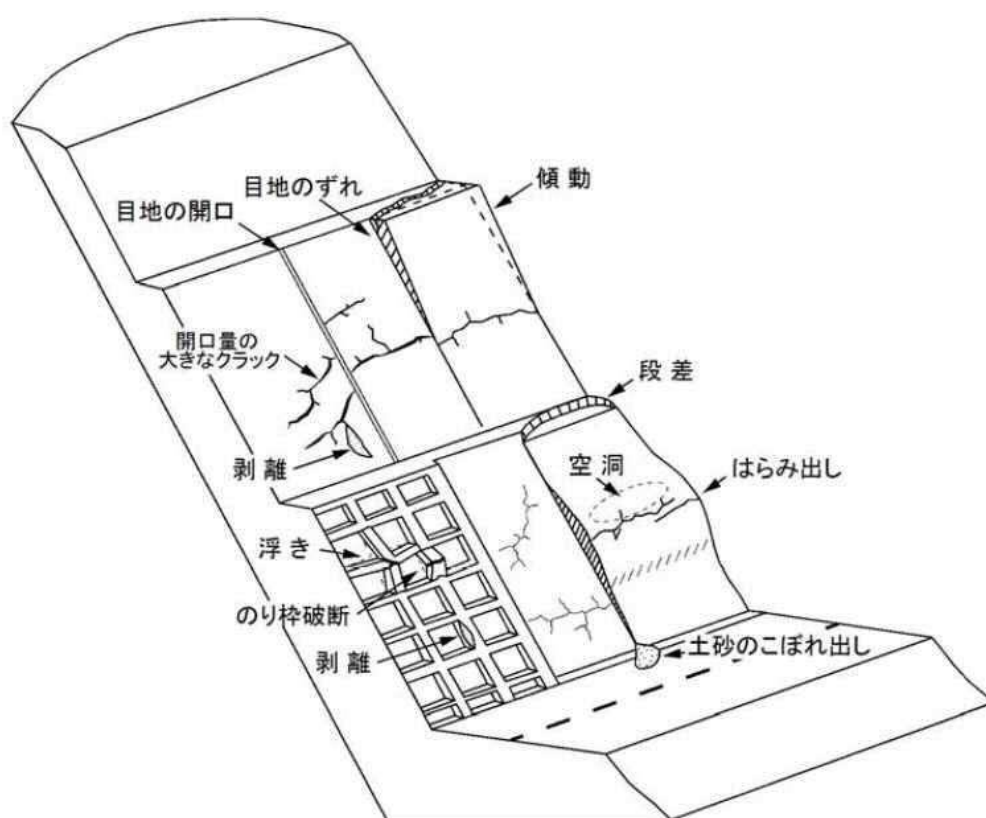 傾動
目地のずれ
目地の開口
開口量の
大きなクラック
段差
剥離
空洞
はらみ出し
浮き
のり枠破断
剥離
土砂のこぼれ出し